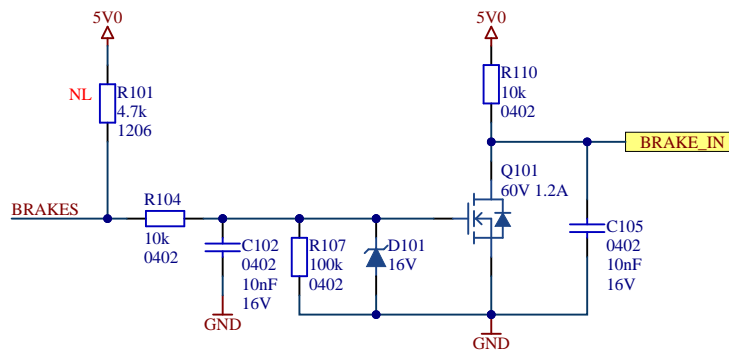 5V0
5V0
NL
R101
4.7k
1206
R110
10k
0402
BRAKE_IN
Q101
60V 1.2A
BRAKES
R104
10k
0402
C102
0402
10nF
16V
R107
100k
0402
D101
16V
C105
0402
10nF
16V
GND
GND